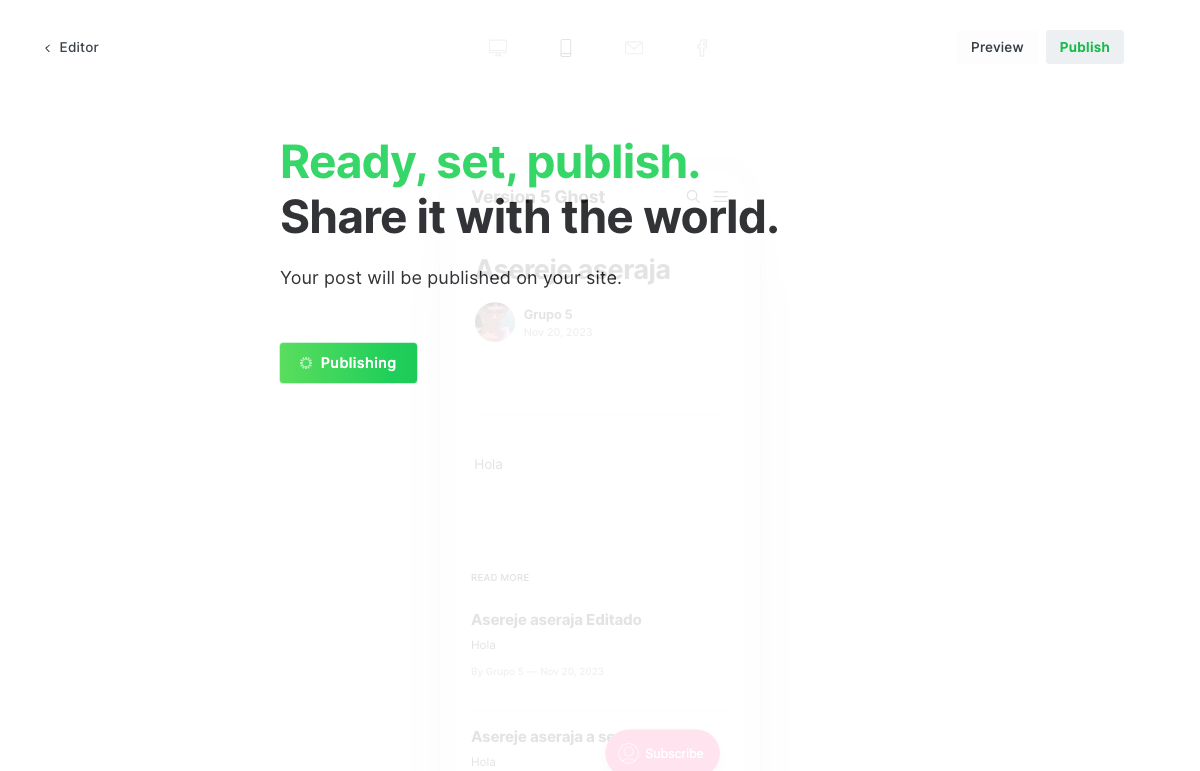 Editor
Preview
Publish
Ready, set, publish.
Version 5 Ghost
Share it with the world.
Asereje aseraja
Your post will be published on your site.
Grupo 5
Nov 20, 2023
Publishing
Hola
READ MORE
Asereje aseraja Editado
Hola
By Grupo 5 — Nov 20, 2023
Asereje aseraja a se
Subscribe
Hola